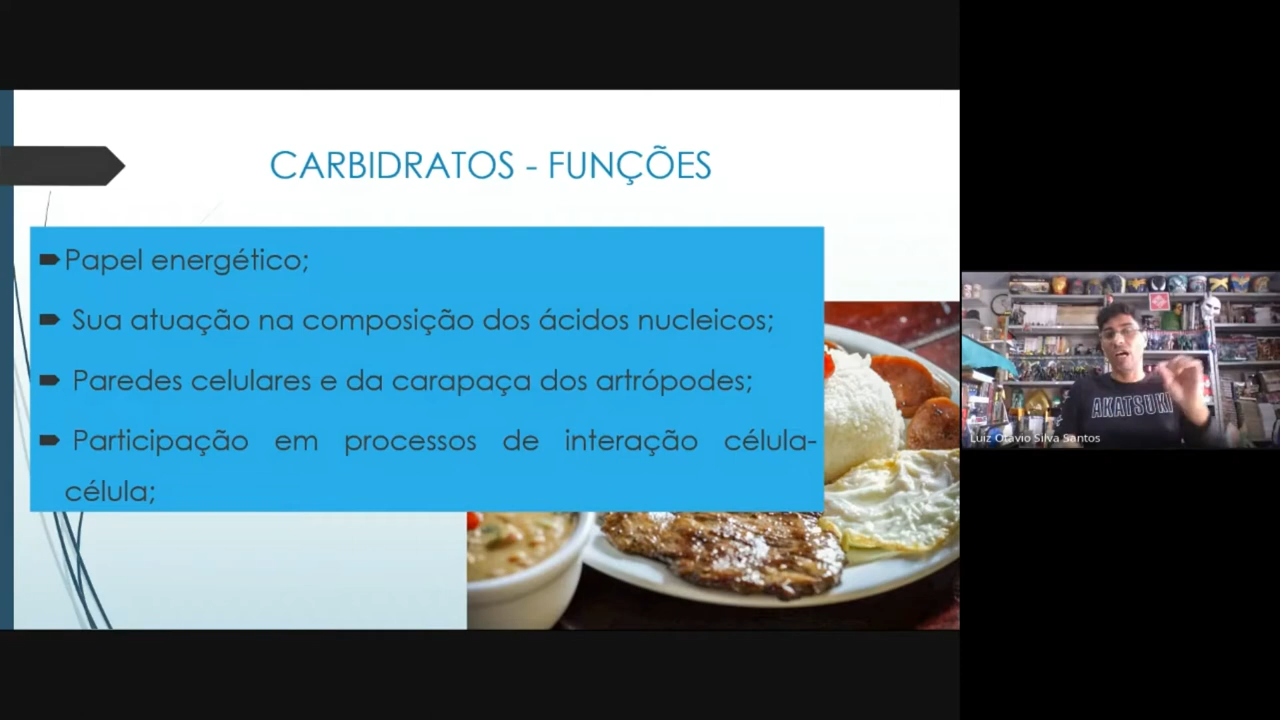 CARBIDRATOS - FUNÇÕES
Papel energético;
Sua atuação na composição dos ácidos nucleicos;
Paredes celulares e da carapaça dos artrópodes;
Participação em processos de interação célula-
célula;
AKATSUKI
Luiz Otavio Silva Santos